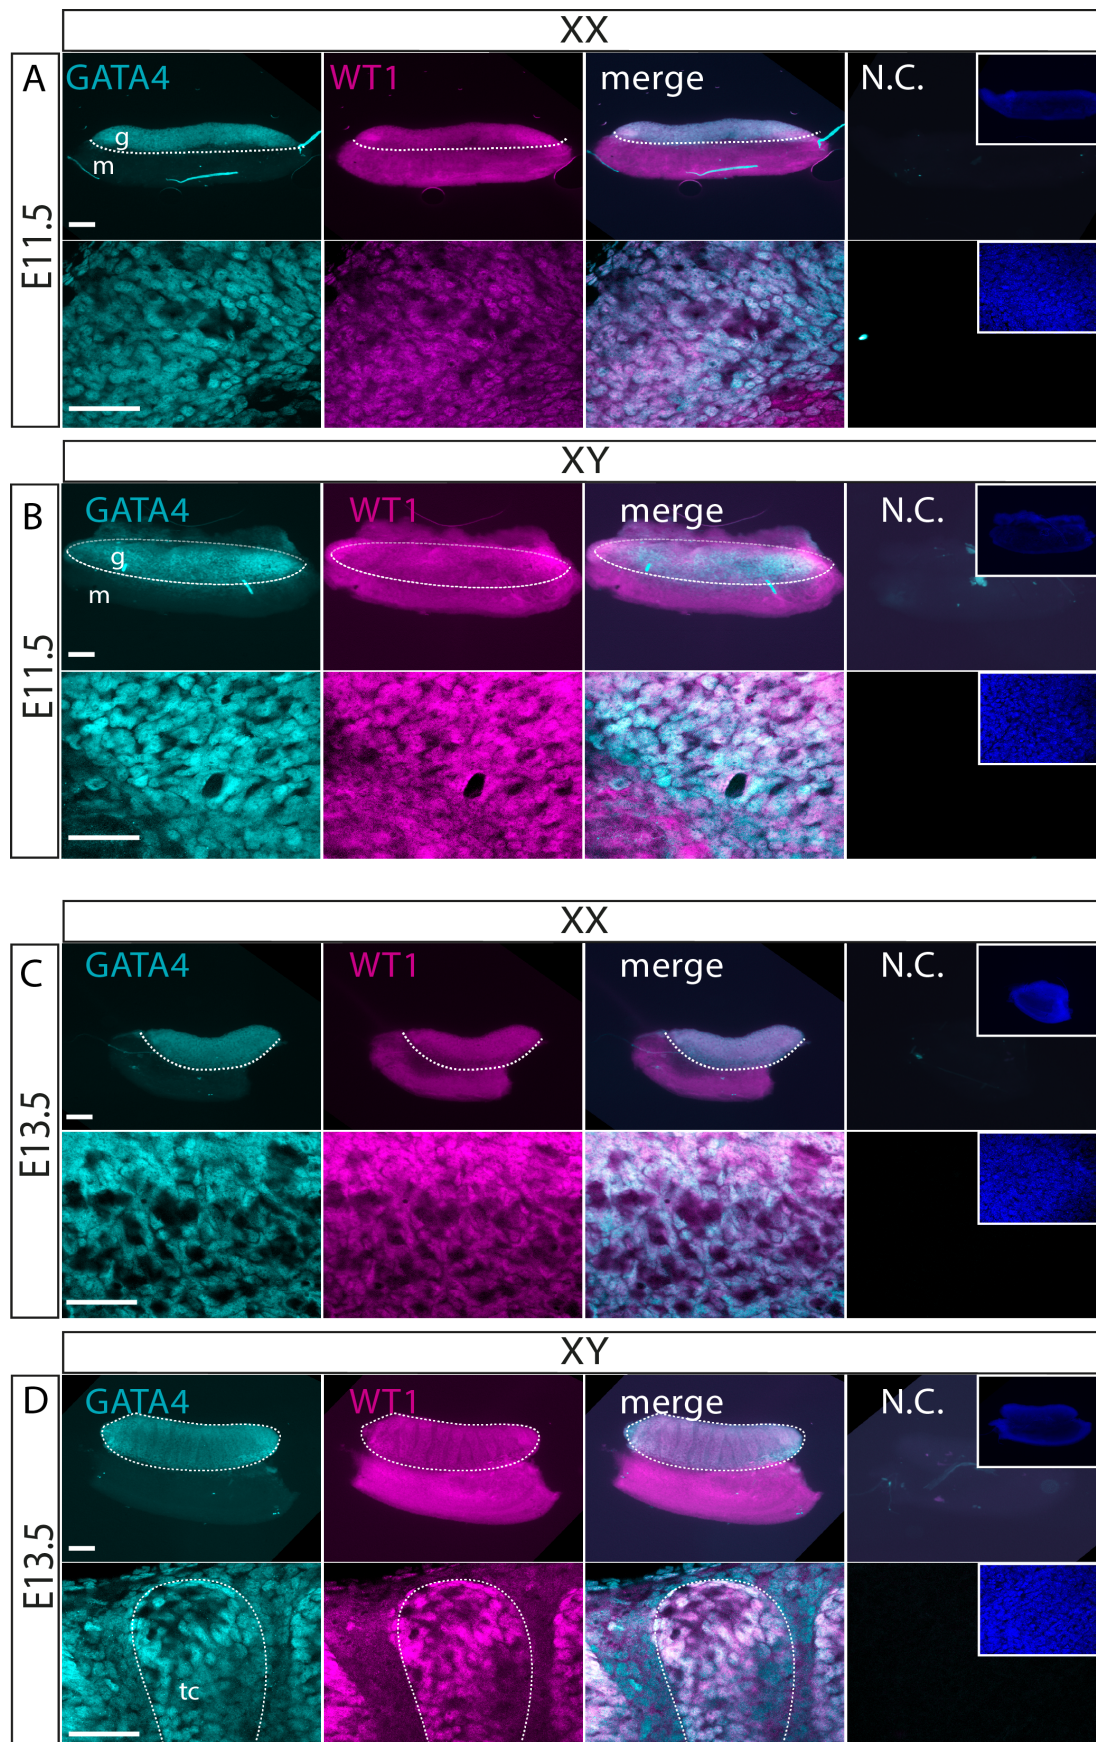 XX
A
GATA4
WT1
merge
N.C.
g
m
E11.5
XY
B
GATA4
WT1
merge
N.C.
g
m
E11.5
XX
C
GATA4
WT1
merge
N.C.
E13.5
XY
D
GATA4
WT1
merge
N.C.
E13.5
tc